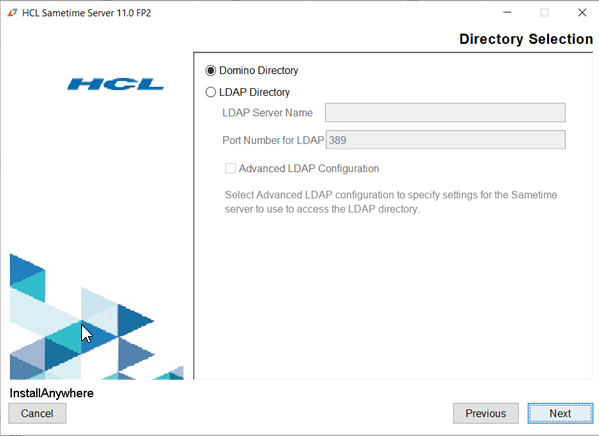 HCL Sametime Server 11.0 FP2
Directory Selection
HCL
Domino Directory
LDAP Directory
LDAP Server Name
Port Number for LDAP 389
Advanced LDAP Configuration
Select Advanced LDAP configuration to specify settings for the Sametime
server to use to access the LDAP directory.
InstallAnywhere
Cancel Previous Next